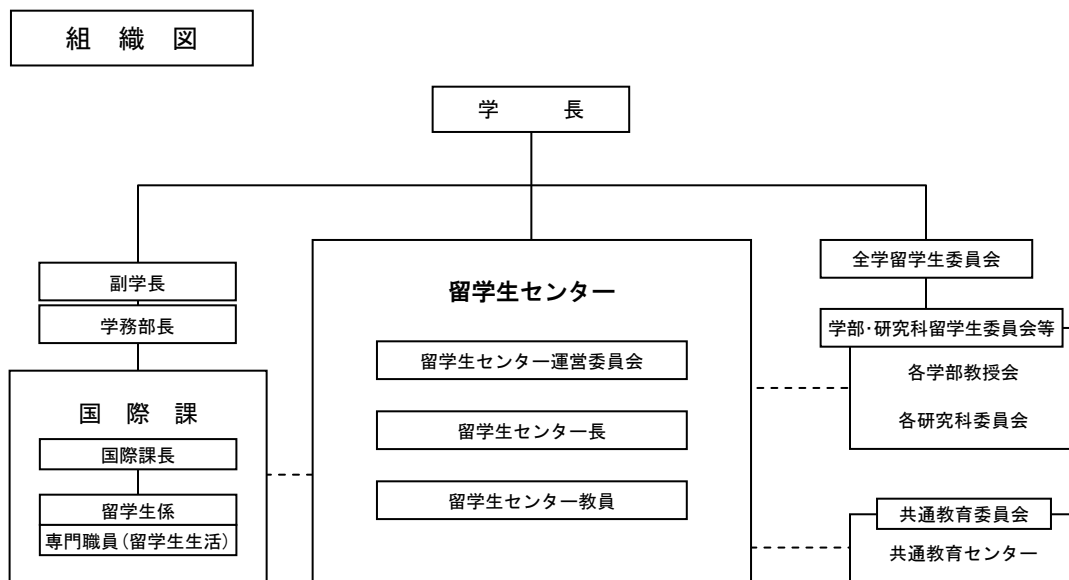 組 織 図
学 長
副学長
学務部長
国 際 課
国際課長
留学生係
専門職員(留学生生活)
留学生センター
留学生センター運営委員会
留学生センター長
留学生センター教員
全学留学生委員会
学部・研究科留学生委員会等
各学部教授会
各研究科委員会
共通教育委員会
共通教育センター